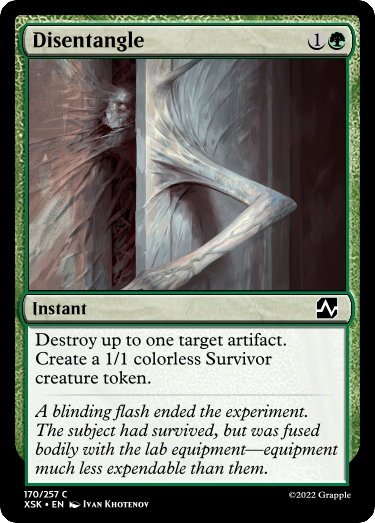 Disentangle 1
Instant
Destroy up to one target artifact.
Create a 1/1 colorless Survivor
creature token.
A blinding flash ended the experiment.
The subject had survived, but was fused
bodily with the lab equipment—equipment
much less expendable than them.
170/257 C
XSK • EN Ivan Khotenov
©2022 Grapple